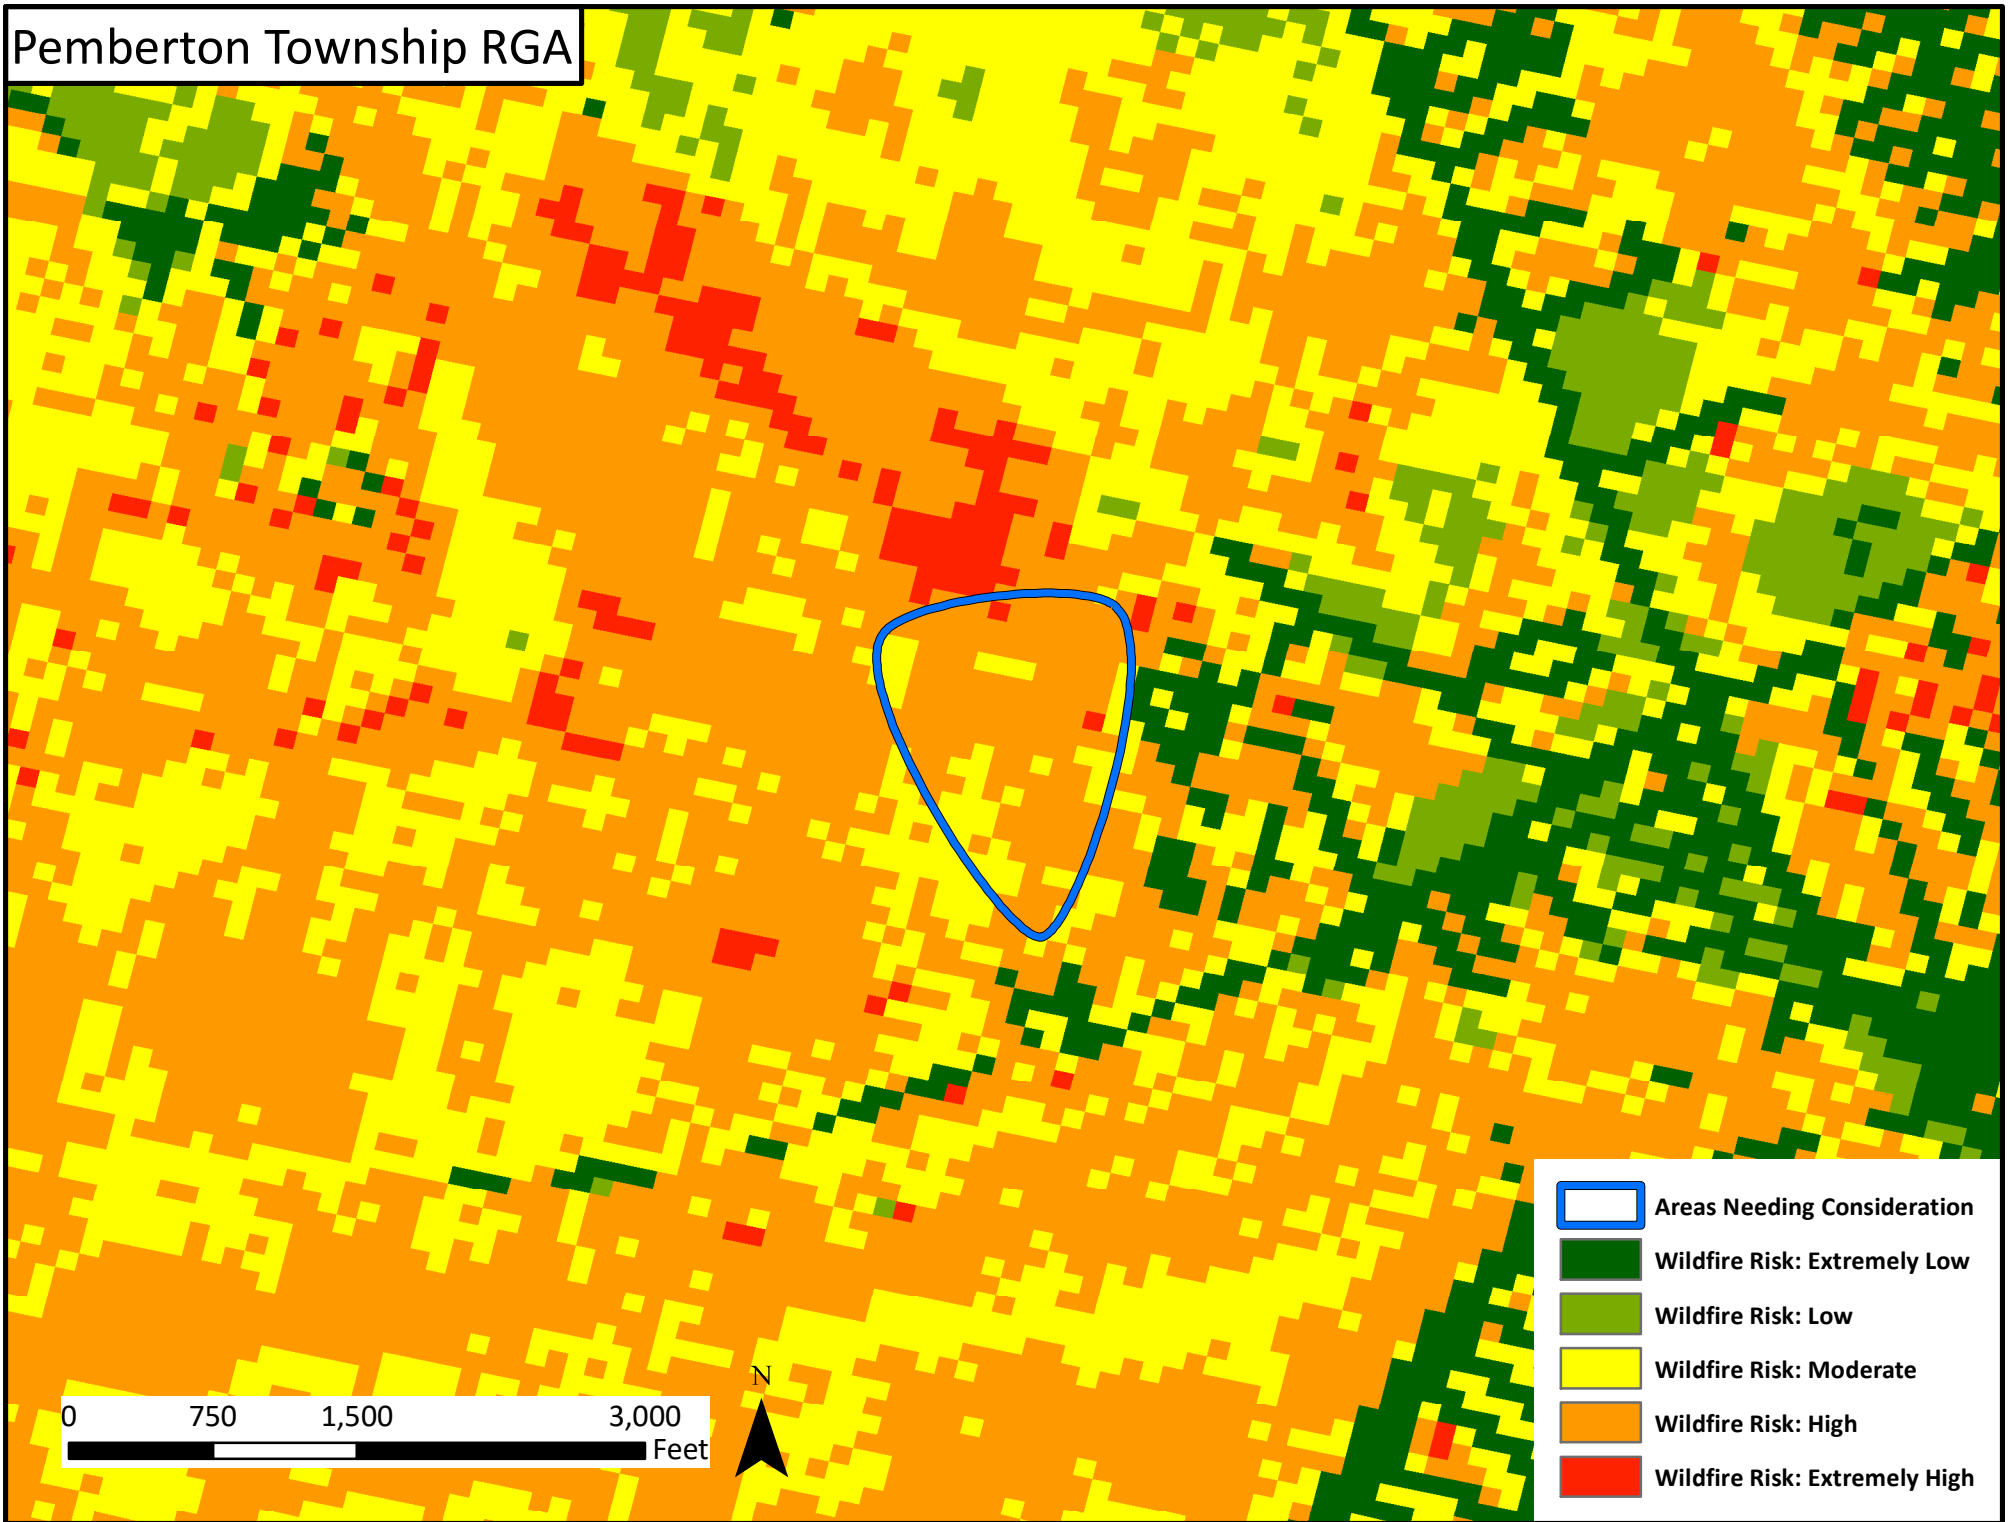 Pemberton Township RGA
Areas Needing Consideration
Wildfire Risk: Extremely Low
Wildfire Risk: Low
Wildfire Risk: Moderate
Wildfire Risk: High
Wildfire Risk: Extremely High
N
0 750 1,500 3,000
Feet